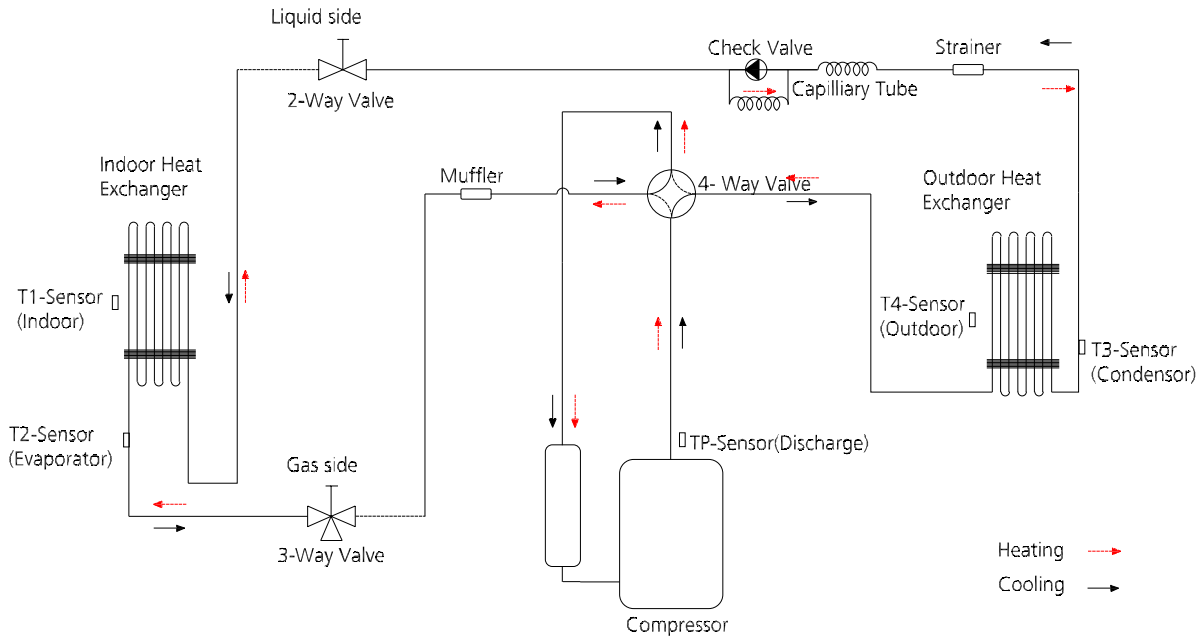 Liquid side
Check Valve
Strainer
2-Way Valve
Capilliary Tube
Indoor Heat
Exchanger
Muffler
4- Way Valve
Outdoor Heat
Exchanger
T1-Sensor
(Indoor)
T4-Sensor
(Outdoor)
T3-Sensor
(Condensor)
T2-Sensor
(Evaporator)
TP-Sensor(Discharge)
Gas side
3-Way Valve
Heating
Cooling
Compressor